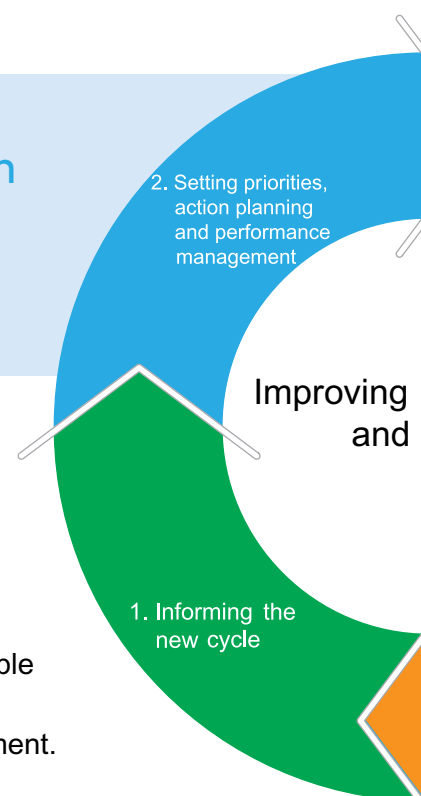 2. Setting priorities,
action planning
and performance
management
Improving
and
1. Informing the
new cycle